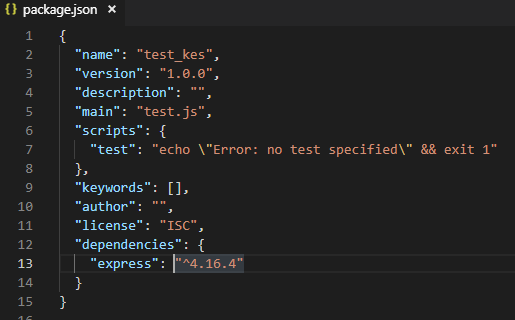 {} package.json ×
1 {
2 "name": "test_kes",
3 "version": "1.0.0",
4 "description": "",
5 "main": "test.js",
6 "scripts": {
7 "test": "echo \"Error: no test specified\" && exit 1"
8 },
9 "keywords": [],
10 "author": "",
11 "license": "ISC",
12 "dependencies": {
13 "express": "^4.16.4"
14 }
15 }
16